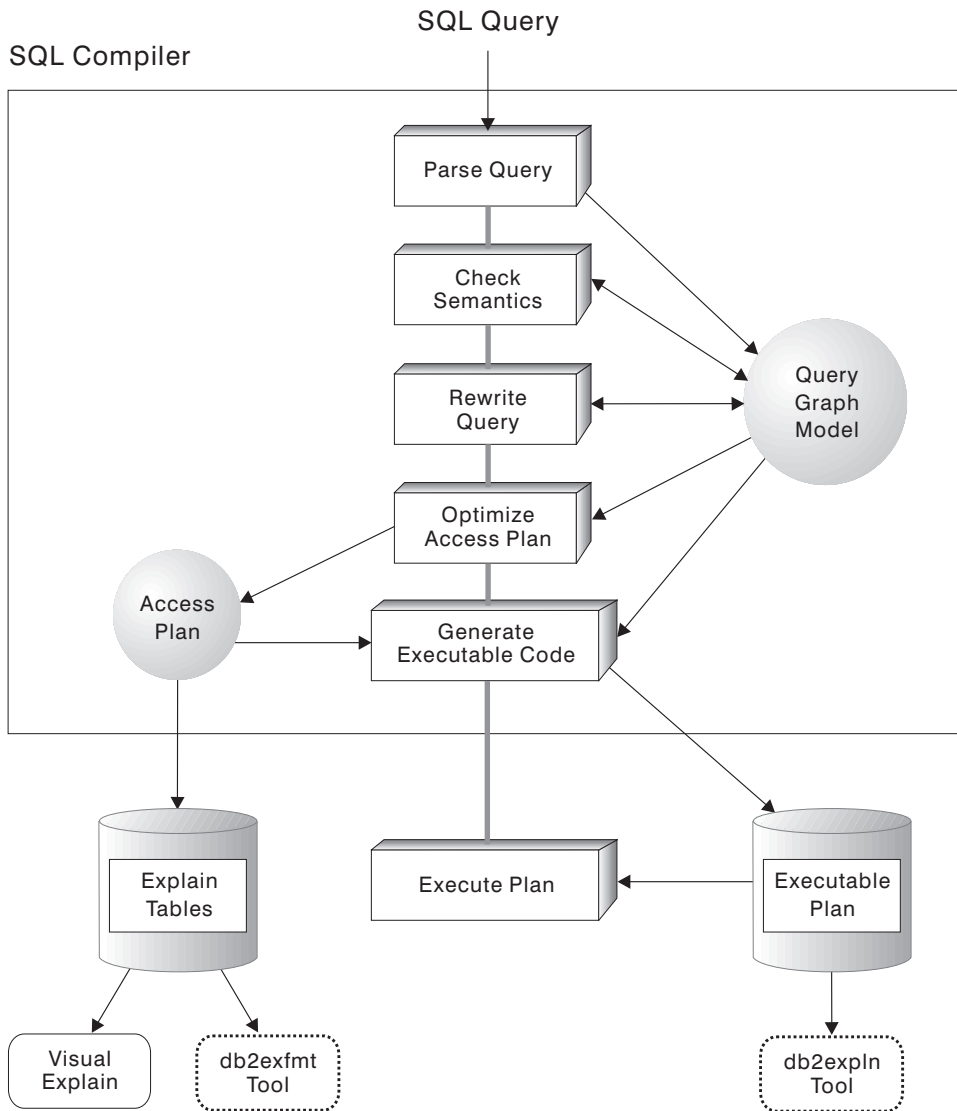 SQL Query
SQL Compiler
Parse Query
Check
Semantics
Rewrite
Query
Query
Graph
Model
Optimize
Access Plan
Access
Plan
Generate
Executable Code
Explain
Tables
Execute Plan
Executable
Plan
Visual
Explain
db2exfmt
Tool
db2expln
Tool